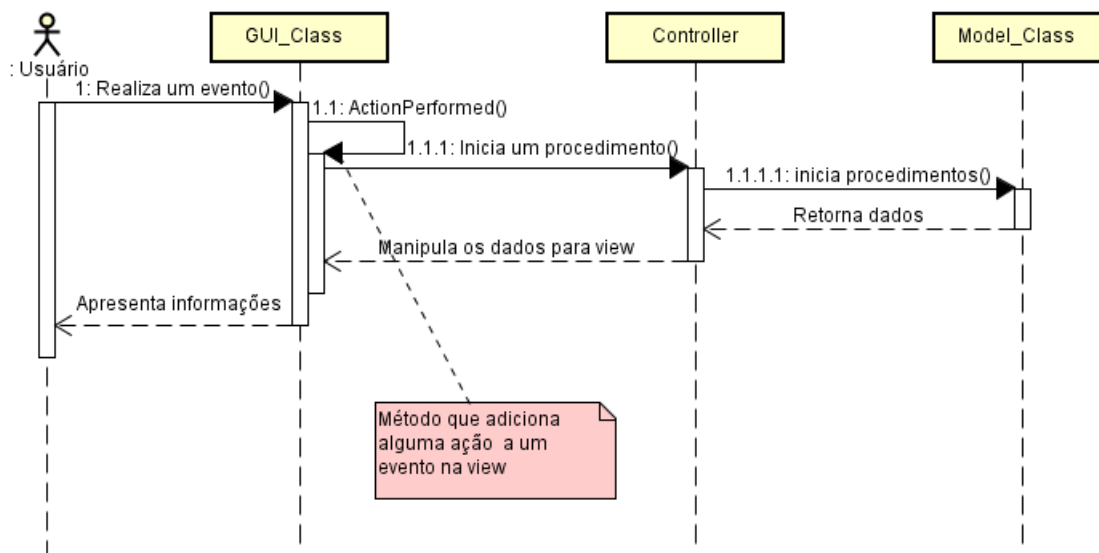 GUI_Class
Controller
Model_Class
: Usuário
1: Realiza um evento()
1.1: ActionPerformed()
1.1.1: Inicia um procedimento()
1.1.1.1: inicia procedimentos()
Retorna dados
Manipula os dados para view
Apresenta informações
Método que adiciona
alguma ação a um
evento na view